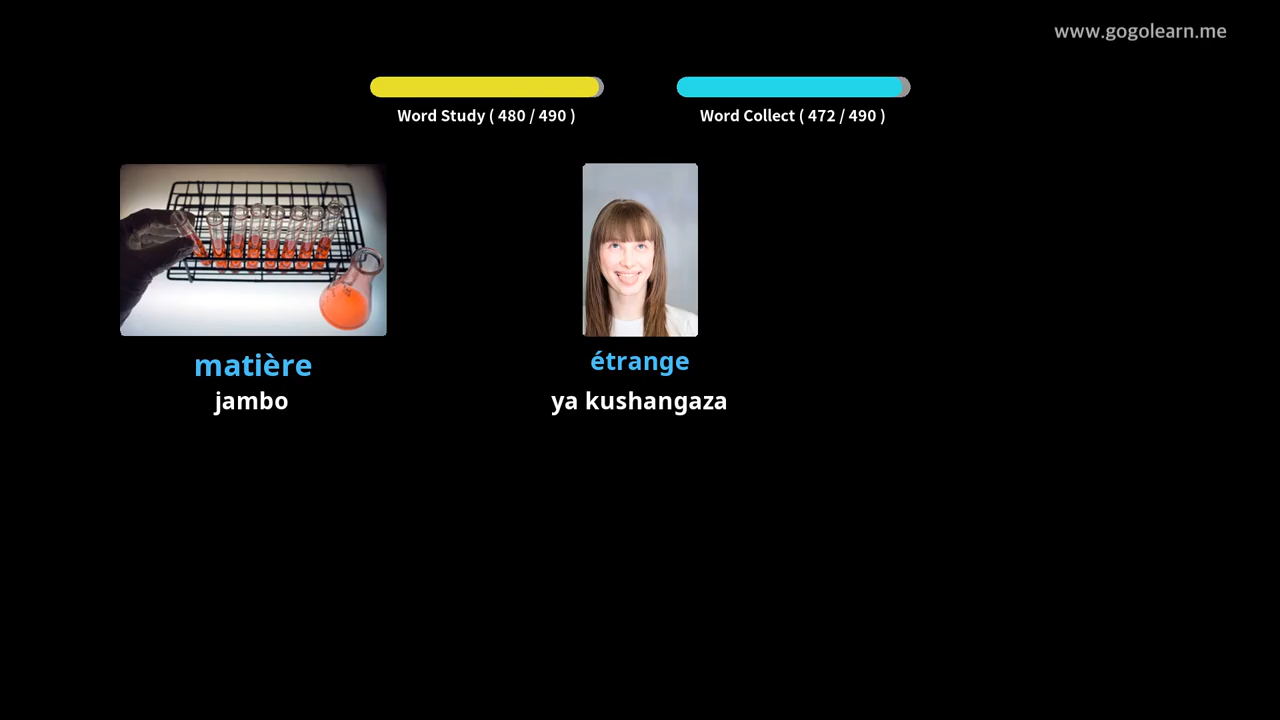 www.gogolearn.me
Word Study ( 480 / 490 )
Word Collect ( 472 / 490 )
matière
jambo
étrange
ya kushangaza